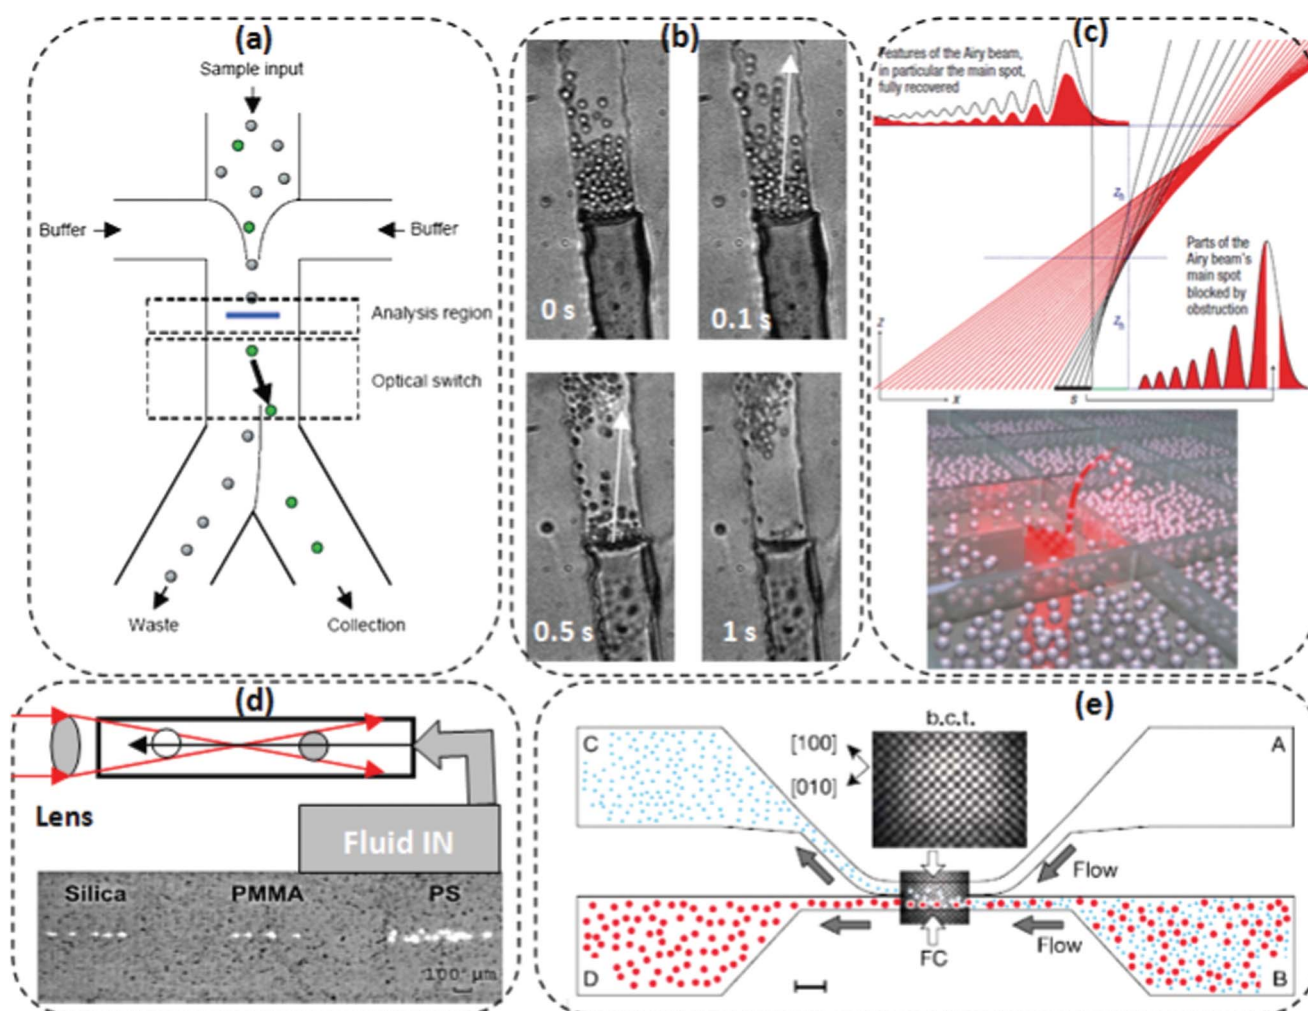 (a)
Sample input
Buffer
Buffer
Analysis region
Optical switch
Waste
Collection
(b)
0 s
0.1 s
0.5 s
1 s
(c)
Features of the Airy beam,
in particular the main spot,
fully recovered
Parts of the
Airy beam's
main spot
blocked by
obstruction
z
x
s
(d)
Lens
Fluid IN
Silica
PMMA
PS
100 µm
(e)
b.c.t.
[100]
[010]
C
A
Flow
Flow
FC
D
B